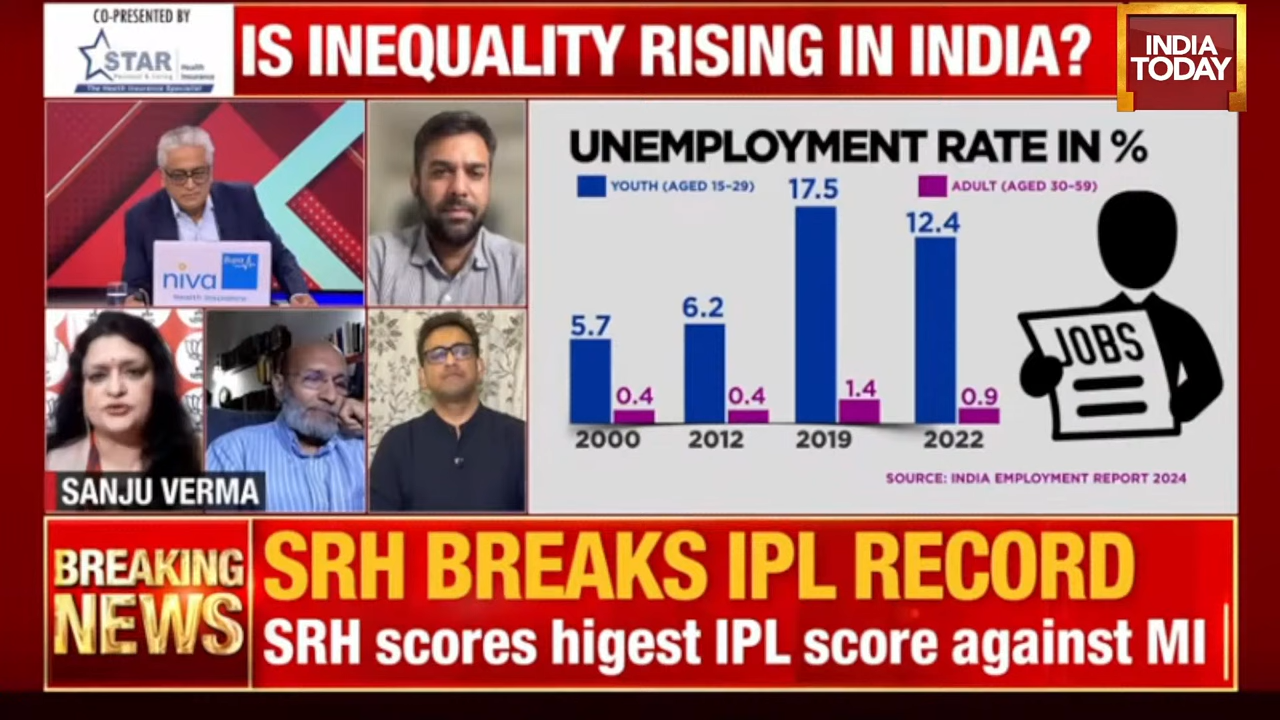 CO-PRESENTED BY
STAR Health Insurance
Personal & Caring
The Health Insurance Specialist
IS INEQUALITY RISING IN INDIA?
INDIA
TODAY
niva
Bupa
Health Insurance
SANJU VERMA
UNEMPLOYMENT RATE IN %
YOUTH (AGED 15-29)
ADULT (AGED 30-59)
5.7
0.4
6.2
0.4
17.5
1.4
12.4
0.9
2000
2012
2019
2022
JOBS
SOURCE: INDIA EMPLOYMENT REPORT 2024
BREAKING
NEWS
SRH BREAKS IPL RECORD
SRH scores higest IPL score against MI